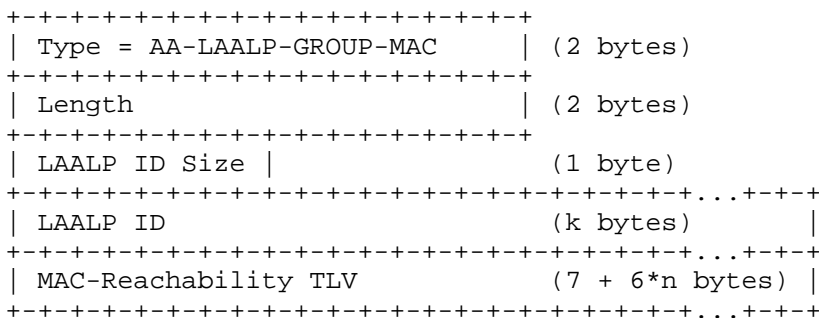 +-+-+-+-+-+-+-+-+-+-+-+-+-+-+-+-+
| Type = AA-LAALP-GROUP-MAC     | (2 bytes)
+-+-+-+-+-+-+-+-+-+-+-+-+-+-+-+-+
| Length                        | (2 bytes)
+-+-+-+-+-+-+-+-+-+-+-+-+-+-+-+-+
| LAALP ID Size |                 (1 byte)
+-+-+-+-+-+-+-+-+-+-+-+-+-+-+-+-+-+-+-+-+-+...+-+-+
| LAALP ID                        (k bytes)       |
+-+-+-+-+-+-+-+-+-+-+-+-+-+-+-+-+-+-+-+-+-+...+-+-+
| MAC-Reachability TLV            (7 + 6*n bytes) |
+-+-+-+-+-+-+-+-+-+-+-+-+-+-+-+-+-+-+-+-+-+...+-+-+